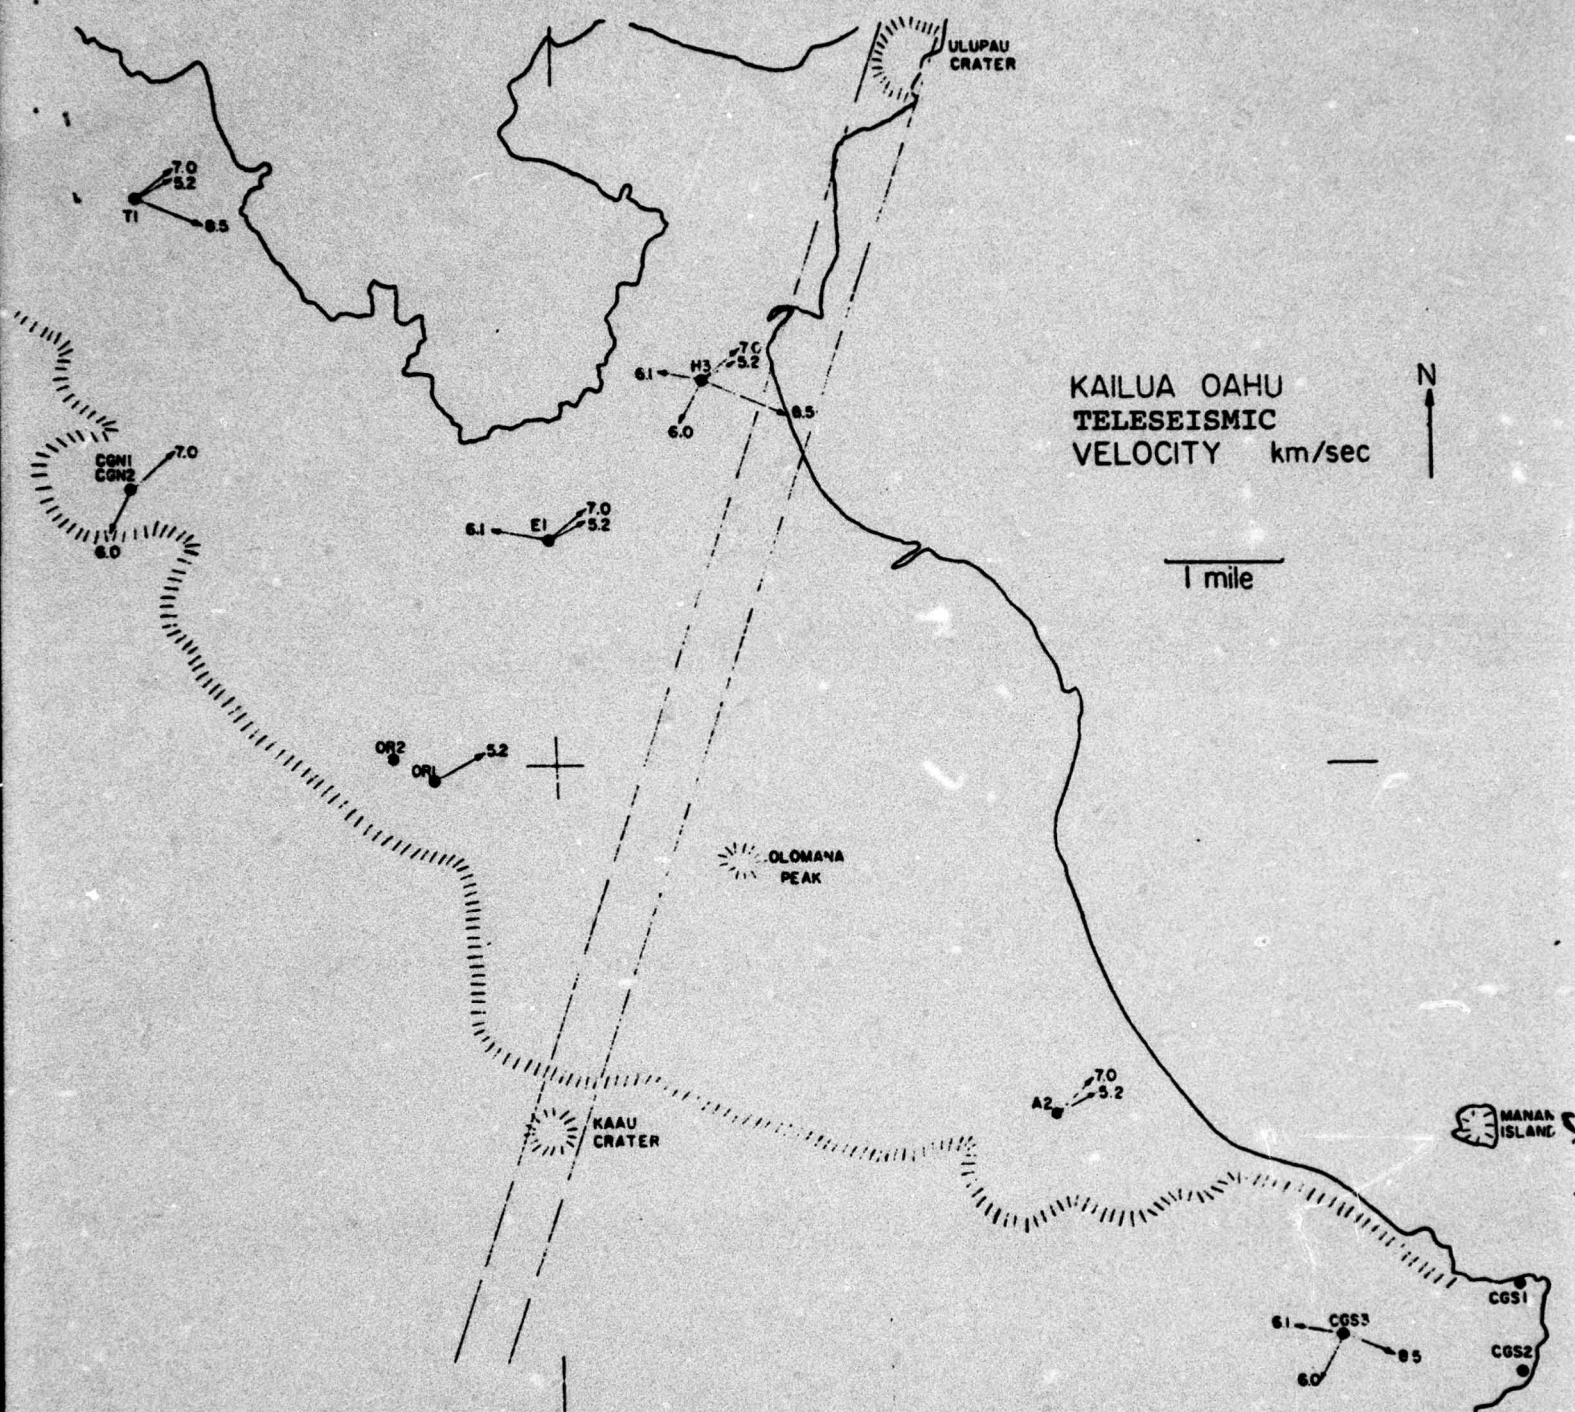 ULUPAU
CRATER
7.0
5.2
T1
8.5
7.0
5.2
H3
6.1
8.5
6.0
KAILUA OAHU
TELESEISMIC
VELOCITY km/sec
N
1 mile
CGN1
CGN2
7.0
6.0
6.1
E1
7.0
5.2
OR2
OR1
5.2
OLOMANA
PEAK
KAAU
CRATER
A2
7.0
5.2
MANAN
ISLAND
CGS1
6.1
CGS3
8.5
6.0
CGS2